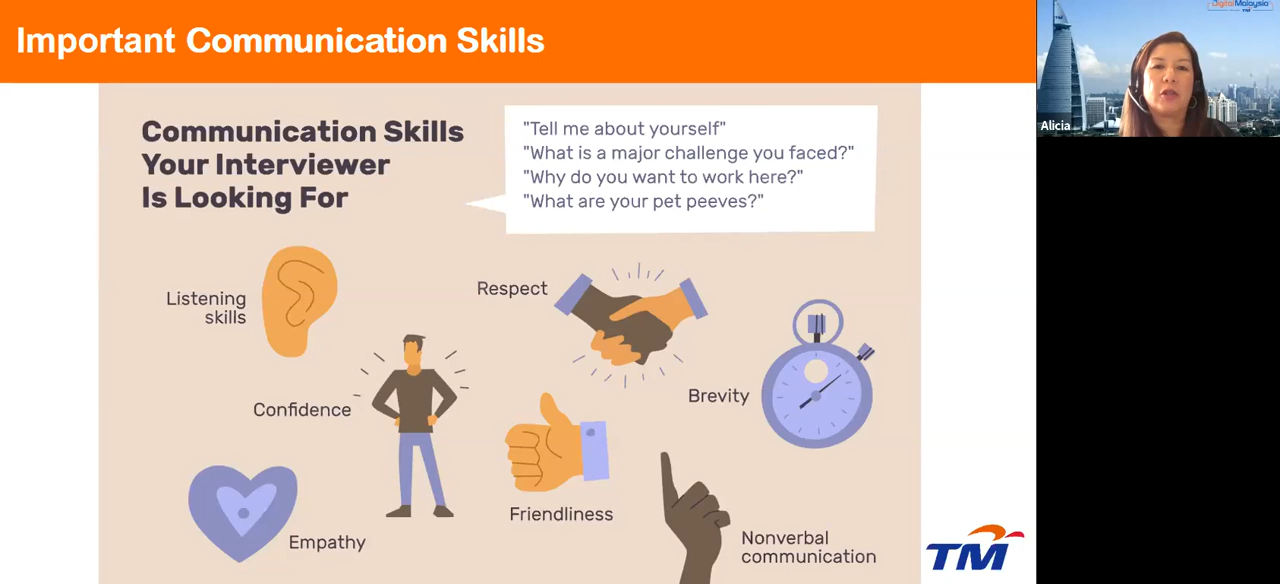 Important Communication Skills
Communication Skills
Your Interviewer
Is Looking For
"Tell me about yourself"
"What is a major challenge you faced?"
"Why do you want to work here?"
"What are your pet peeves?"
Listening
skills
Respect
Confidence
Brevity
Empathy
Friendliness
Nonverbal
communication
TM
DigitalMalaysia
TM
Alicia